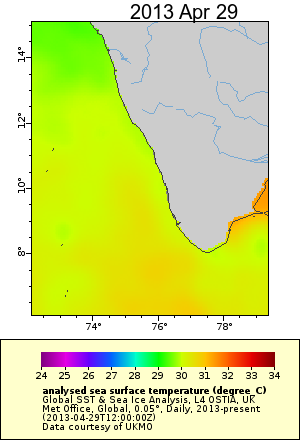 2013 Apr 29
14°
12°
10°
8°
74°
76°
78°
24 25 26 27 28 29 30 31 32 33 34
analysed sea surface temperature (degree_C)
Global SST & Sea Ice Analysis, L4 OSTIA, UK
Met Office, Global, 0.05°, Daily, 2013-present
(2013-04-29T12:00:00Z)
Data courtesy of UKMO